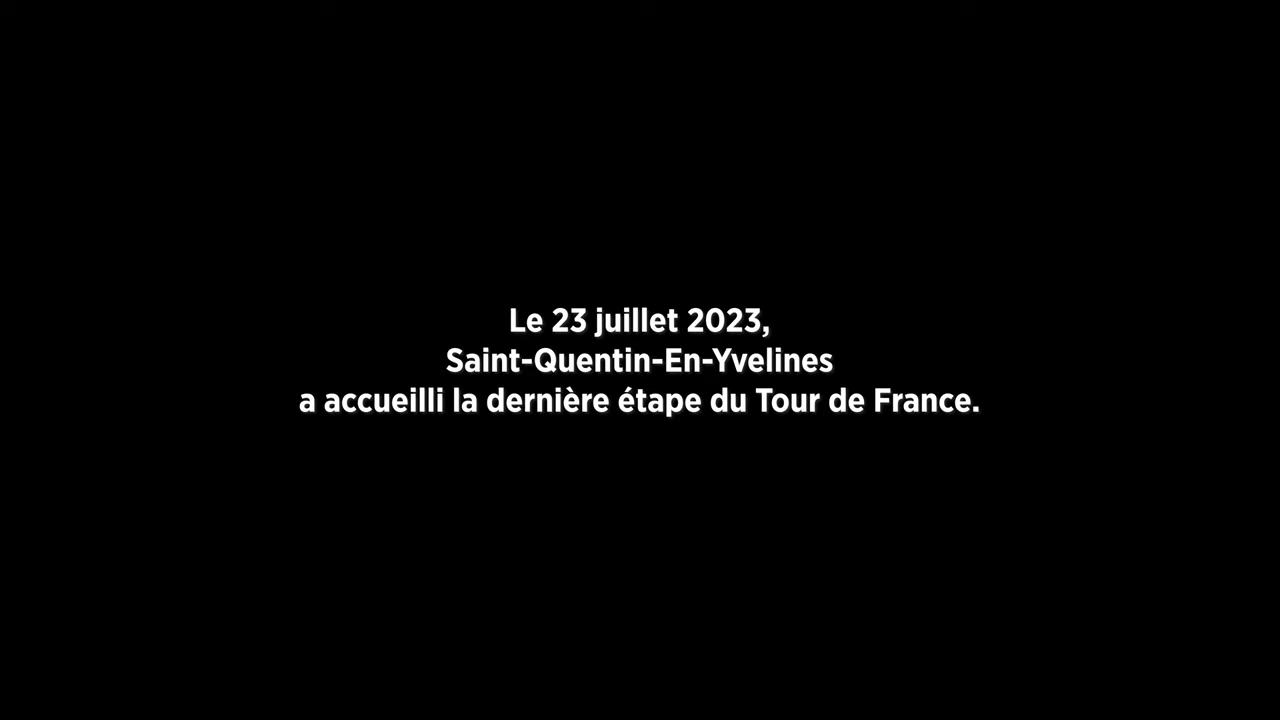 Le 23 juillet 2023,
Saint-Quentin-En-Yvelines
a accueilli la dernière étape du Tour de France.